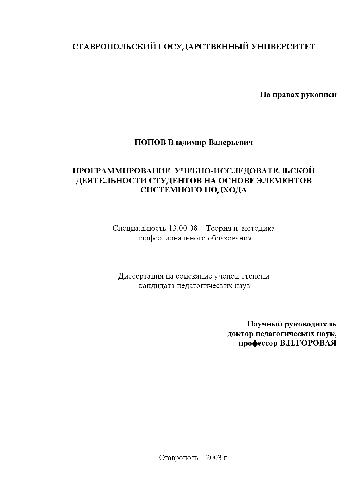 СТАВРОПОЛЬСКИЙ ГОСУДАРСТВЕННЫЙ УНИВЕРСИТЕТ
На правах рукописи
ПОПОВ Владимир Валерьевич
ПРОГРАММИРОВАНИЕ УЧЕБНО-ИССЛЕДОВАТЕЛЬСКОЙ
ДЕЯТЕЛЬНОСТИ СТУДЕНТОВ НА ОСНОВЕ ЭЛЕМЕНТОВ
СИСТЕМНОГО ПОДХОДА
Специальность 13.00.08 – Теория и методика
профессионального образования
Диссертация на соискание ученой степени
кандидата педагогических наук
Научный руководитель
доктор педагогических наук,
профессор В.П.ГОРОВАЯ
Ставрополь – 2003 г